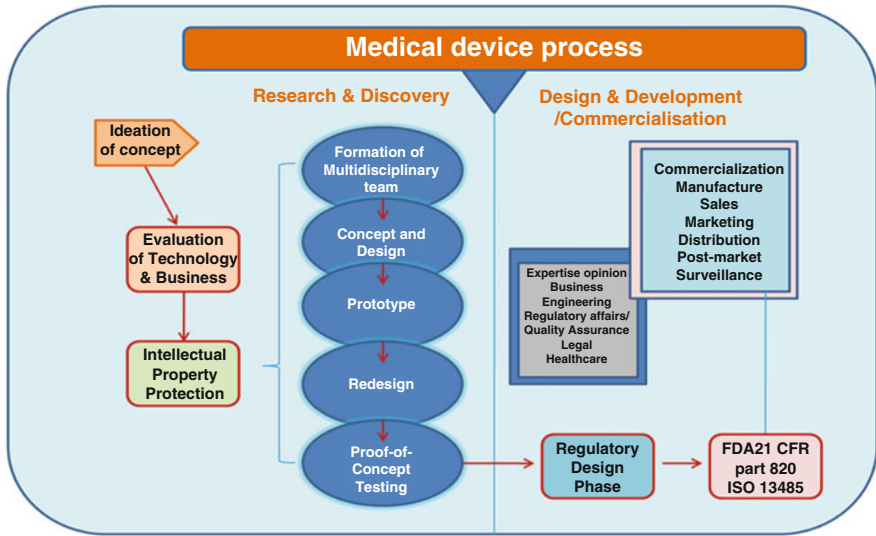 Medical device process
Research & Discovery
Design & Development
/Commercialisation
Ideation
of concept
Evaluation
of Technology
& Business
Intellectual
Property
Protection
Formation of
Multidisciplinary
team
Concept and
Design
Prototype
Redesign
Proof-of-
Concept
Testing
Commercialization
Manufacture
Sales
Marketing
Distribution
Post-market
Surveillance
Expertise opinion
Business
Engineering
Regulatory affairs/
Quality Assurance
Legal
Healthcare
Regulatory
Design
Phase
FDA21 CFR
part 820
ISO 13485